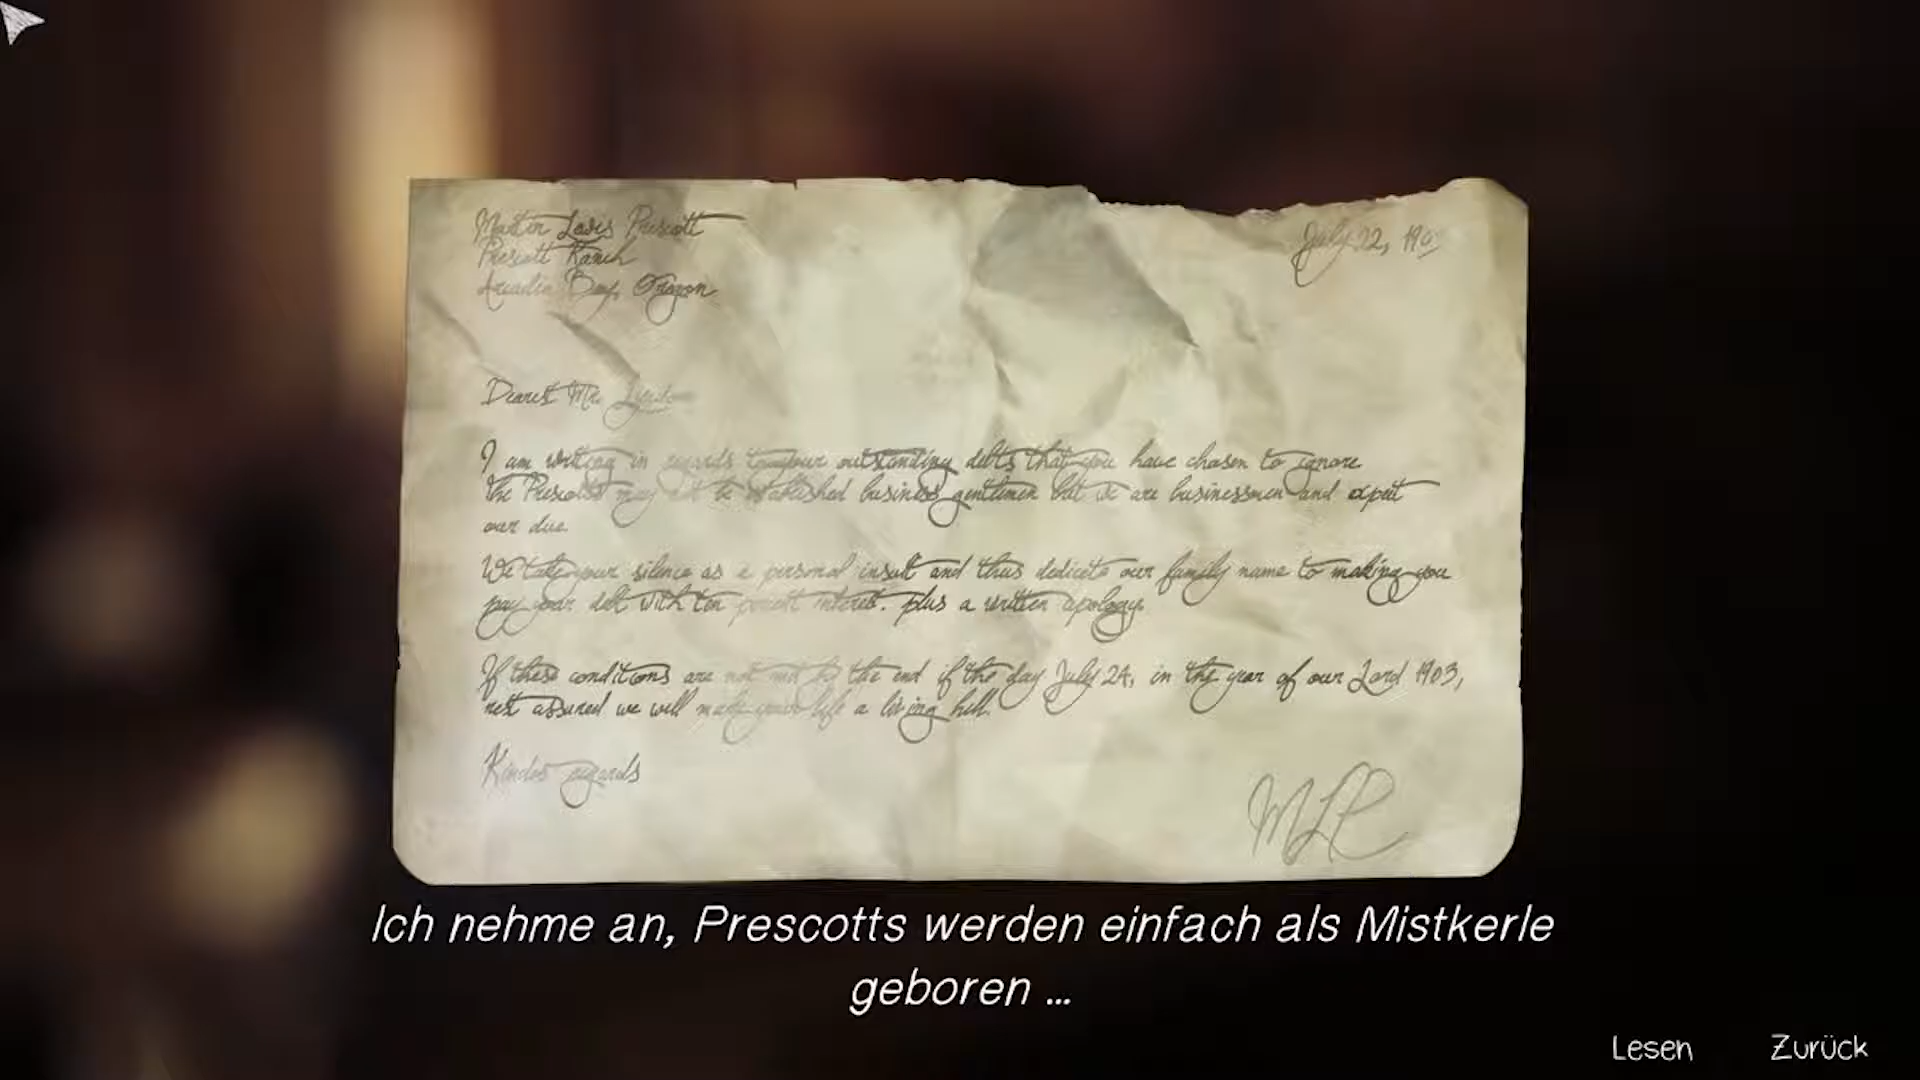 Martin Lewis Prescott
Prescott Ranch
Arcadia Bay, Oregon
July 22, 190
Dearest Mr.
I am writing in regards to your outstanding debts that you have chosen to ignore
the Prescotts may not be established business gentlemen but we are businessmen and expect
our due.
We take your silence as a personal insult and thus dedicate our family name to making you
pay your debt with ten percent interest. plus a written apology.
If these conditions are not met by the end if the day July 24, in the year of our Lord 1903,
rest assured we will make your life a living hell.
Kindest regards
MLP
Ich nehme an, Prescotts werden einfach als Mistkerle
geboren ...
Lesen Zurück